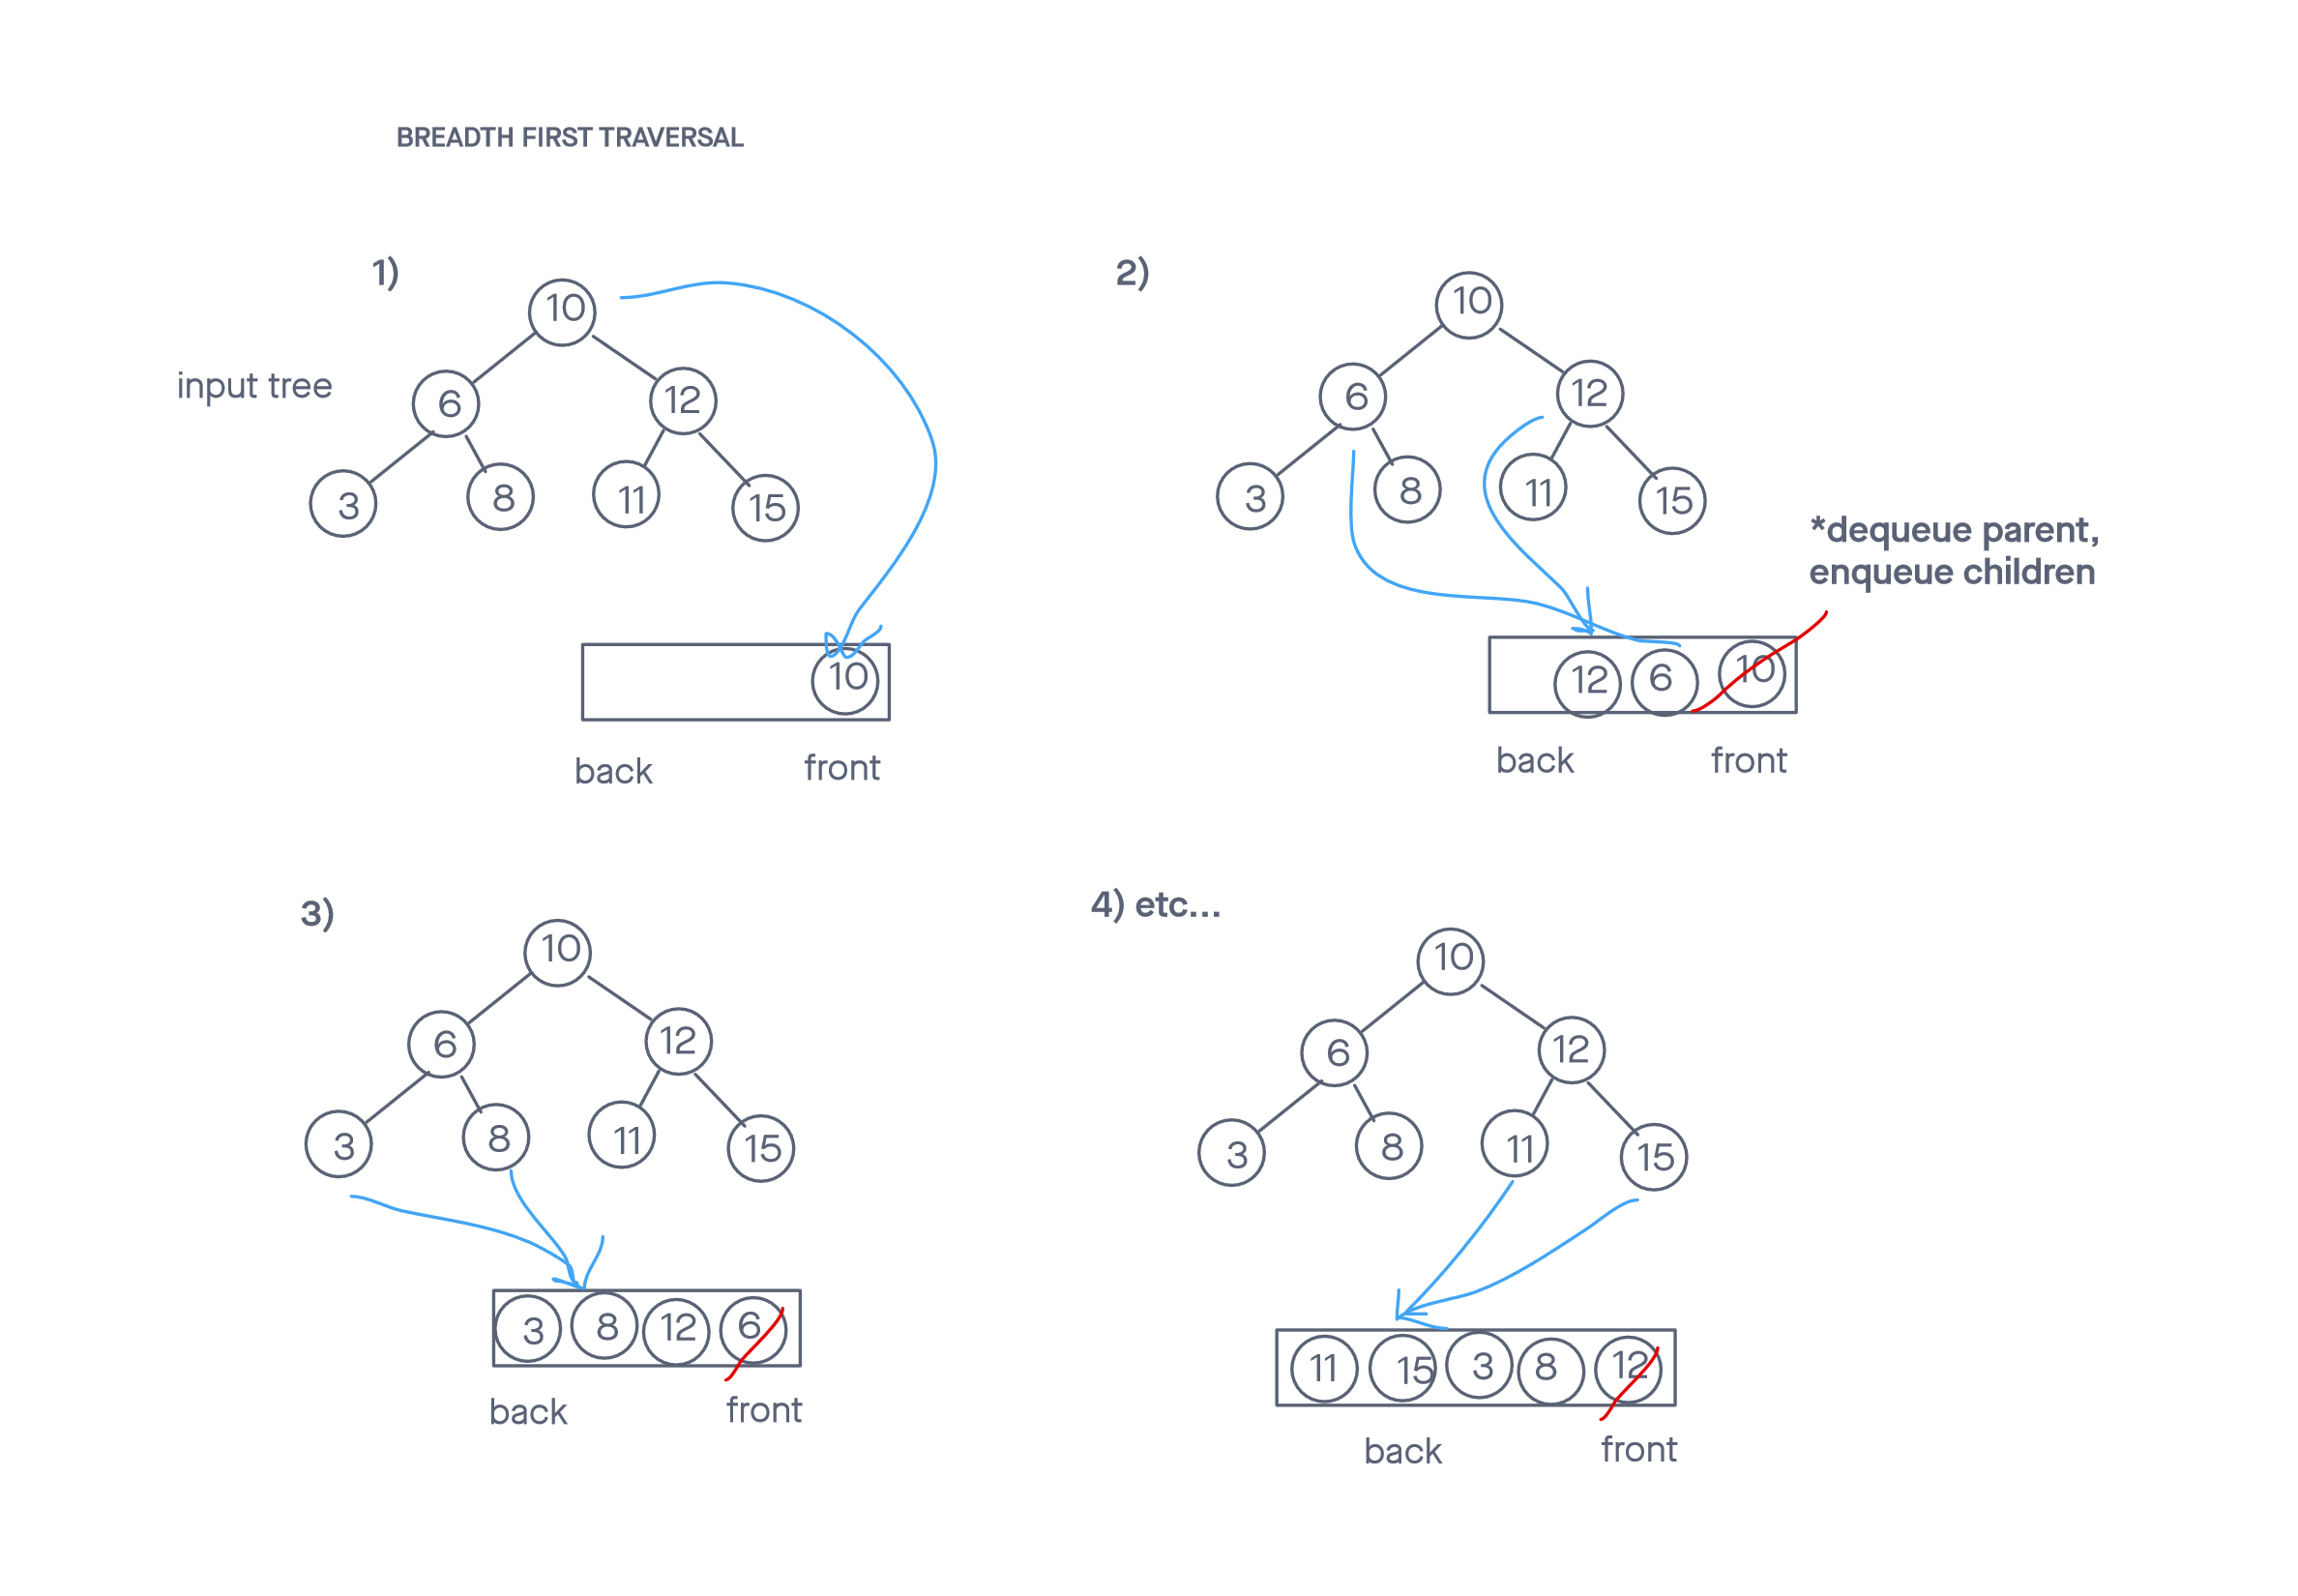 BREADTH FIRST TRAVERSAL
1)
10
input tree
6 12
3 8 11 15
10
back front
2)
10
6 12
3 8 11 15
*dequeue parent,
enqueue children
12 6 10
back front
3)
10
6 12
3 8 11 15
3 8 12 6
back front
4) etc...
10
6 12
3 8 11 15
11 15 3 8 12
back front